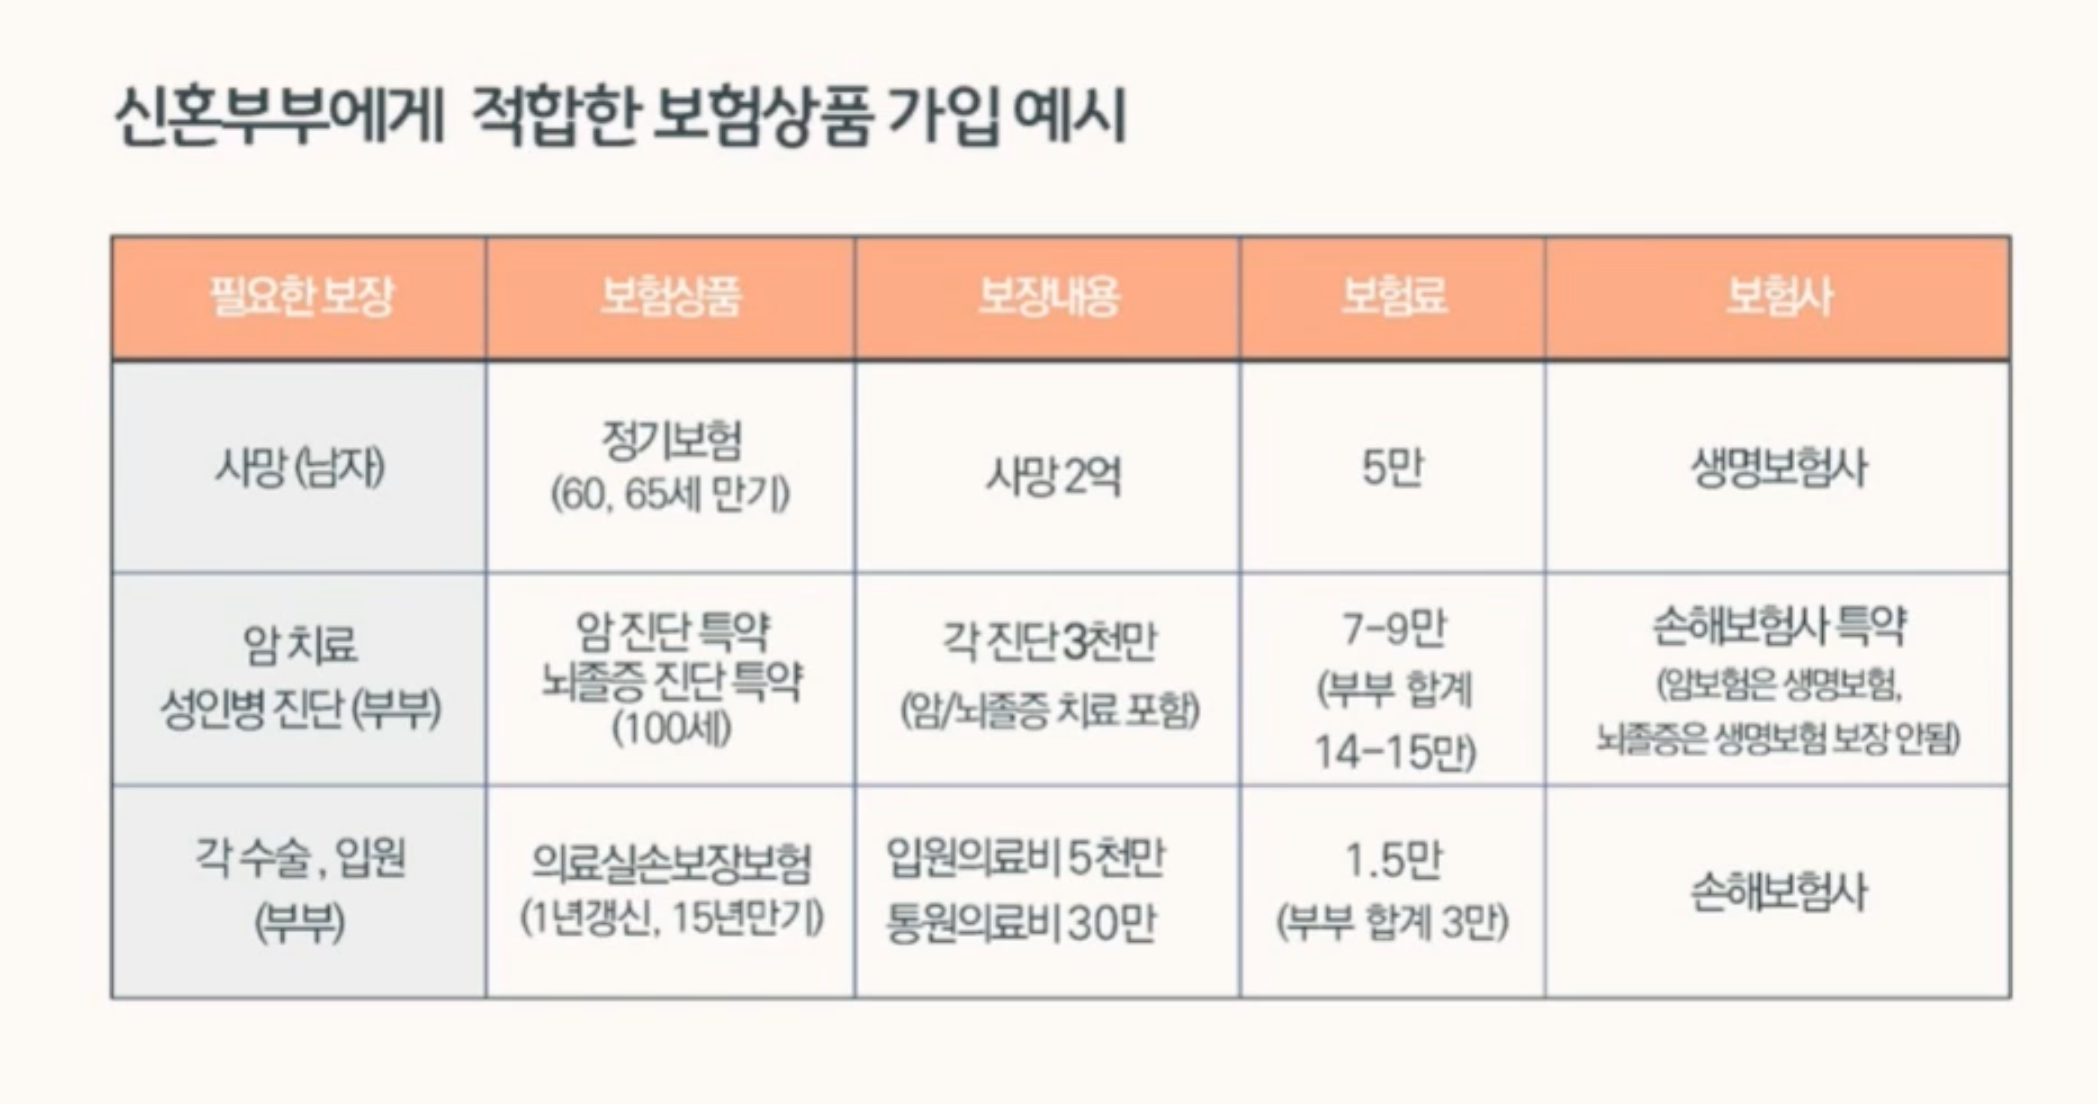 신혼부부에게 적합한 보험상품 가입 예시
필요한 보장 보험상품 보장내용 보험료 보험사
사망 (남자)
정기보험
(60, 65세 만기)
사망 2억
5만
생명보험사
암 치료
성인병 진단 (부부)
암 진단 특약
뇌졸증 진단 특약
(100세)
각 진단 3천만
(암/뇌졸증 치료 포함)
7-9만
(부부 합계
14-15만)
손해보험사 특약
(암보험은 생명보험,
뇌졸증은 생명보험 보장 안됨)
각 수술 , 입원
(부부)
의료실손보장보험
(1년갱신, 15년만기)
입원의료비 5천만
통원의료비 30만
1.5만
(부부 합계 3만)
손해보험사